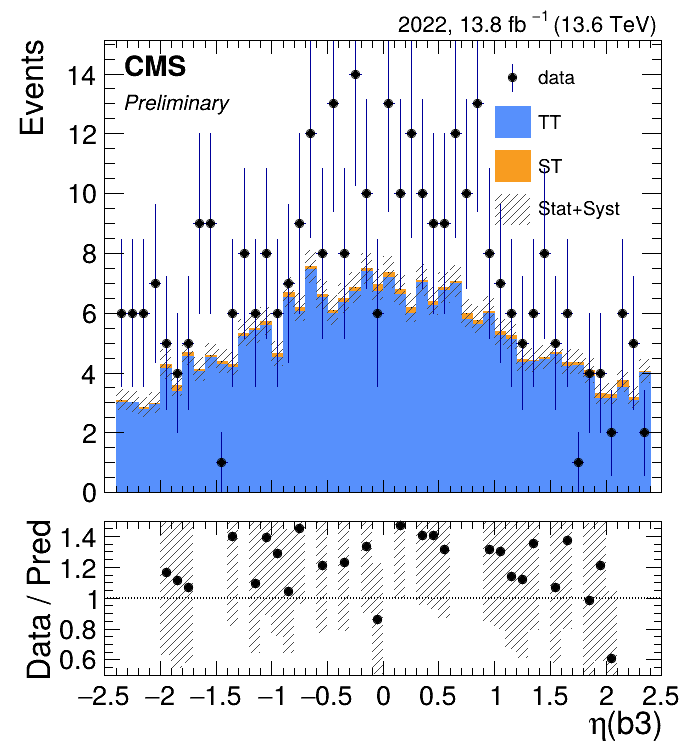 2022, 13.8 fb⁻¹ (13.6 TeV)
CMS
Preliminary
Events
data
TT
ST
Stat+Syst
14
12
10
8
6
4
2
0
Data / Pred
1.4
1.2
1
0.8
0.6
−2.5 −2 −1.5 −1 −0.5 0 0.5 1 1.5 2 2.5
η(b3)